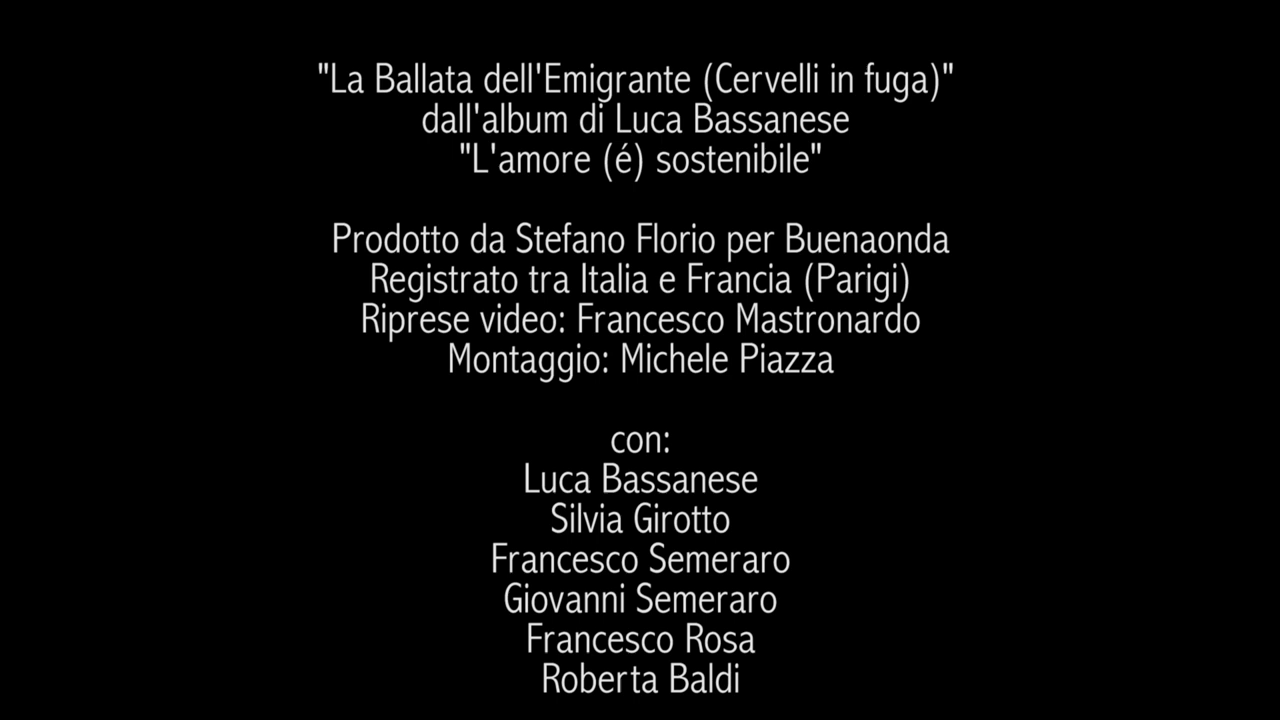 "La Ballata dell'Emigrante (Cervelli in fuga)"
dall'album di Luca Bassanese
"L'amore (é) sostenibile"
Prodotto da Stefano Florio per Buenaonda
Registrato tra Italia e Francia (Parigi)
Riprese video: Francesco Mastronardo
Montaggio: Michele Piazza
con:
Luca Bassanese
Silvia Girotto
Francesco Semeraro
Giovanni Semeraro
Francesco Rosa
Roberta Baldi